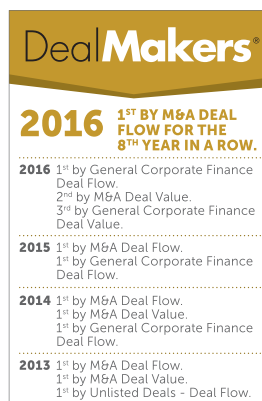 DealMakers®
2016 1ST BY M&A DEAL
FLOW FOR THE
8TH YEAR IN A ROW.
2016 1st by General Corporate Finance
Deal Flow.
2nd by M&A Deal Value.
3rd by General Corporate Finance
Deal Value.
2015 1st by M&A Deal Flow.
1st by General Corporate Finance
Deal Flow.
2014 1st by M&A Deal Flow.
1st by M&A Deal Value.
1st by General Corporate Finance
Deal Flow.
2013 1st by M&A Deal Flow.
1st by M&A Deal Value.
1st by Unlisted Deals - Deal Flow.